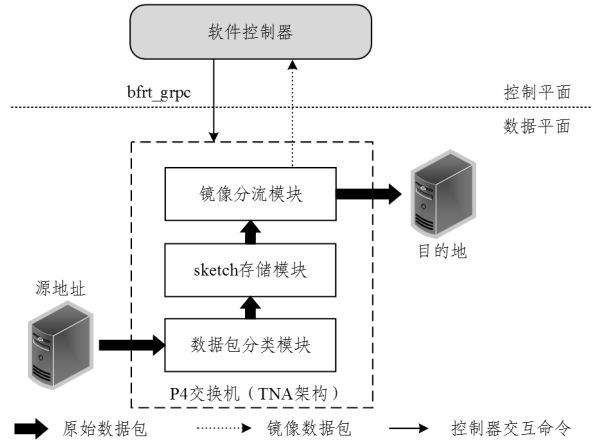 软件控制器
bfrt_grpc
控制平面
数据平面
镜像分流模块
目的地
sketch存储模块
源地址
数据包分类模块
P4交换机（TNA架构）
原始数据包
镜像数据包
控制器交互命令